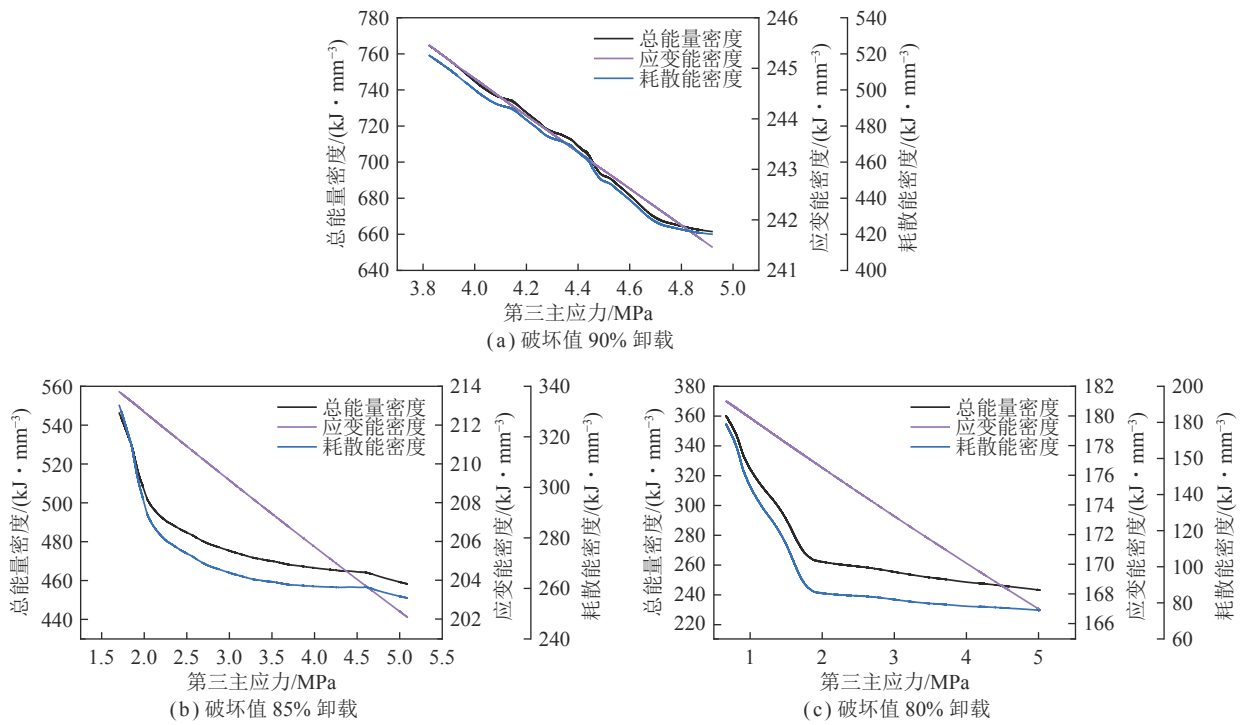 780
760
740
720
700
680
660
640
总能量密度/(kJ·mm⁻³)
3.8 4.0 4.2 4.4 4.6 4.8 5.0
第三主应力/MPa
总能量密度
应变能密度
耗散能密度
246
245
244
243
242
241
应变能密度/(kJ·mm⁻³)
540
520
500
480
460
440
420
400
耗散能密度/(kJ·mm⁻³)
(a) 破坏值 90% 卸载
560
540
520
500
480
460
440
总能量密度/(kJ·mm⁻³)
1.5 2.0 2.5 3.0 3.5 4.0 4.5 5.0 5.5
第三主应力/MPa
总能量密度
应变能密度
耗散能密度
214
212
210
208
206
204
202
应变能密度/(kJ·mm⁻³)
340
320
300
280
260
240
耗散能密度/(kJ·mm⁻³)
(b) 破坏值 85% 卸载
380
360
340
320
300
280
260
240
220
总能量密度/(kJ·mm⁻³)
1 2 3 4 5
第三主应力/MPa
总能量密度
应变能密度
耗散能密度
182
180
178
176
174
172
170
168
166
应变能密度/(kJ·mm⁻³)
200
180
150
140
120
100
80
60
耗散能密度/(kJ·mm⁻³)
(c) 破坏值 80% 卸载